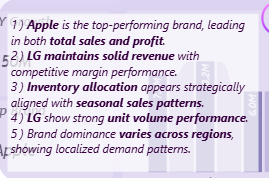 1 ) Apple is the top-performing brand, leading
in both total sales and profit.
2 ) LG maintains solid revenue with
competitive margin performance.
3 ) Inventory allocation appears strategically
aligned with seasonal sales patterns.
4 ) LG show strong unit volume performance.
5 ) Brand dominance varies across regions,
showing localized demand patterns.